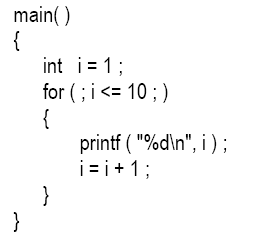 main( )
{
int i = 1 ;
for ( ; i <= 10 ; )
{
printf ( "%d\n", i ) ;
i = i + 1 ;
}
}